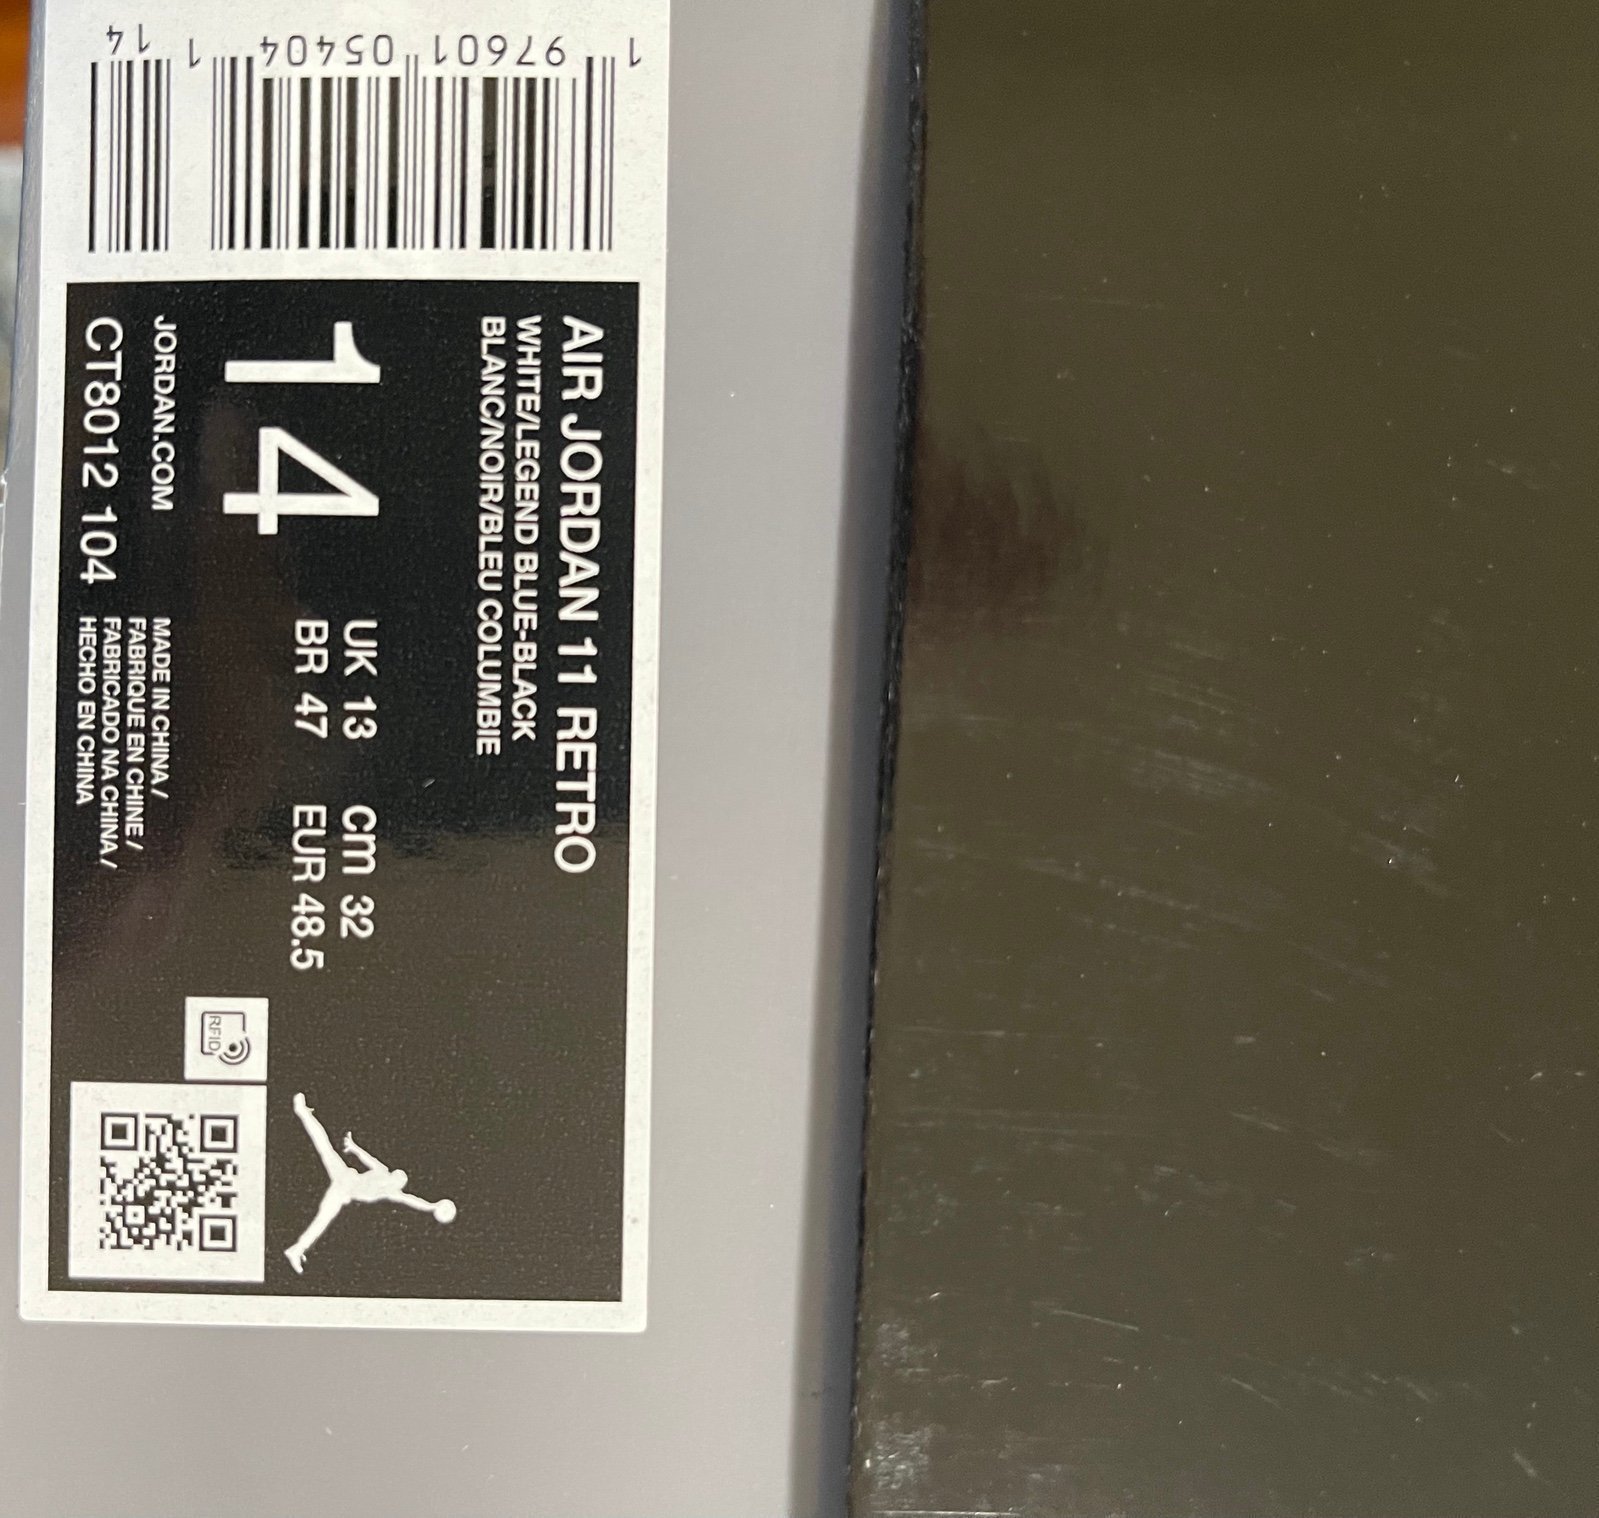 AIR JORDAN 11 RETRO
WHITE/LEGEND BLUE-BLACK
BLANC/NOIR/BLEU COLUMBIE
14
UK 13 cm 32
BR 47 EUR 48.5
JORDAN.COM
CT8012 104
MADE IN CHINA /
FABRIQUE EN CHINE /
FABRICADO NA CHINA /
HECHO EN CHINA
RFID
1 97601 05404 1 14